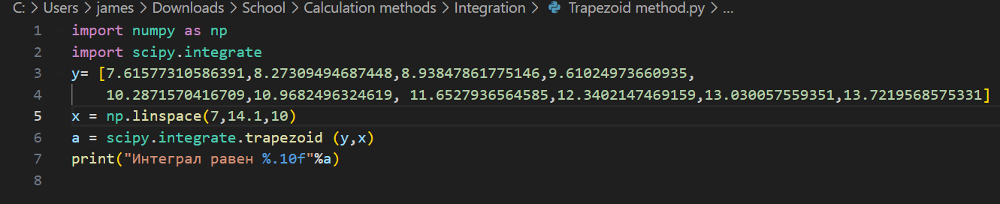 C: > Users > james > Downloads > School > Calculation methods > Integration > Trapezoid method.py > ...
1 import numpy as np
2 import scipy.integrate
3 y= [7.61577310586391,8.27309494687448,8.93847861775146,9.61024973660935,
4 10.2871570416709,10.9682496324619, 11.6527936564585,12.3402147469159,13.030057559351,13.7219568575331]
5 x = np.linspace(7,14.1,10)
6 a = scipy.integrate.trapezoid (y,x)
7 print("Интеграл равен %.10f"%a)
8